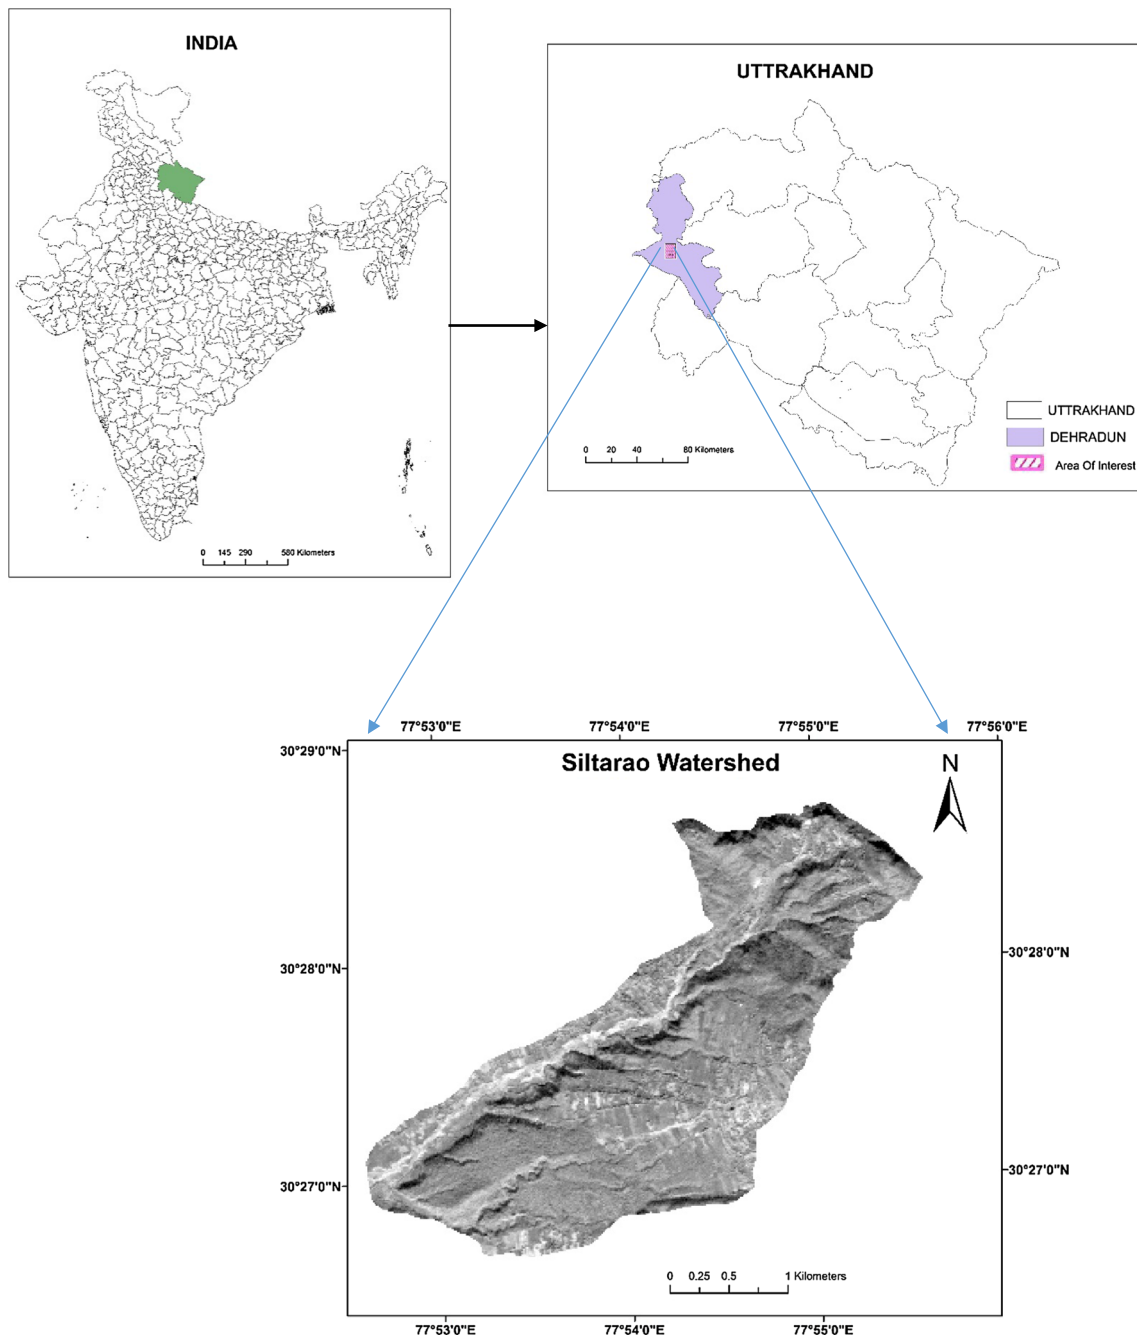 INDIA
0 145 290 580 Kilometers
UTTRAKHAND
UTTRAKHAND
DEHRADUN
Area Of Interest
0 20 40 80 Kilometers
77°53'0"E 77°54'0"E 77°55'0"E 77°56'0"E
30°29'0"N
Siltarao Watershed
N
30°28'0"N
30°28'0"N
30°27'0"N
30°27'0"N
0 0.25 0.5 1 Kilometers
77°53'0"E 77°54'0"E 77°55'0"E